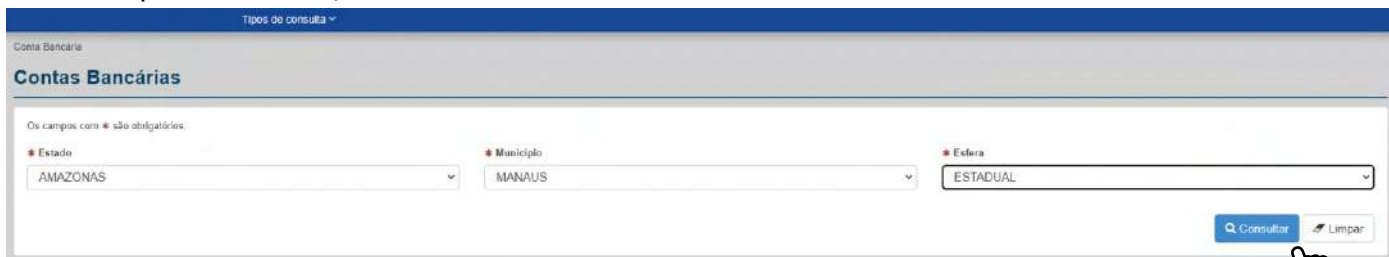 Tipos de consulta
Conta Bancária
Contas Bancárias
Os campos com * são obrigatórios.
* Estado
* Município
* Esfera
AMAZONAS
MANAUS
ESTADUAL
Consultar
Limpar